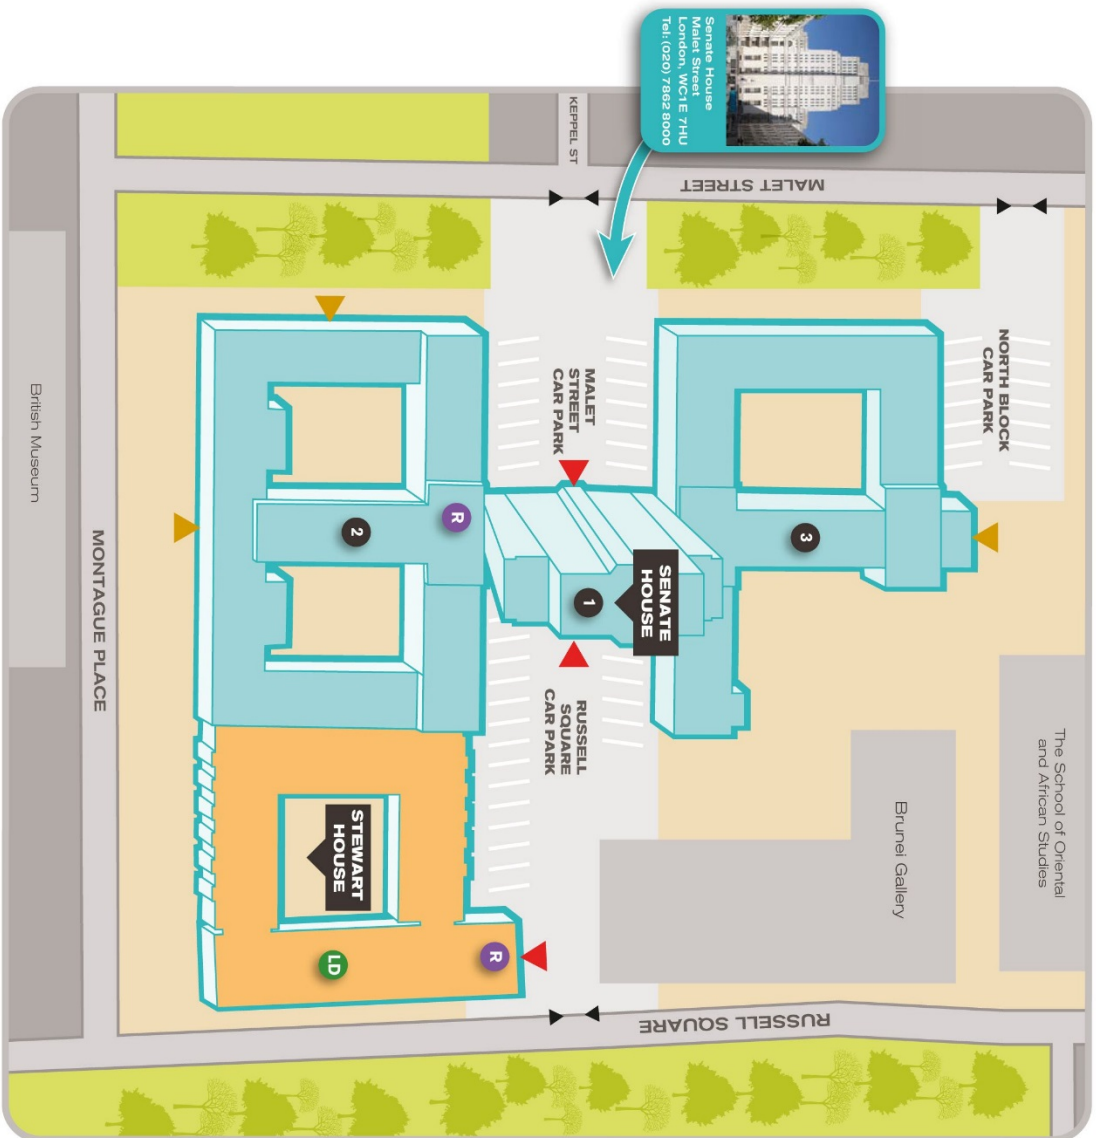 Senate House
Malet Street
London, WC1E 7HU
Tel: (020) 7862 8000
KEPPEL ST
MALET STREET
NORTH BLOCK
CAR PARK
MALET
STREET
CAR PARK
British Museum
MONTAGUE PLACE
R
2
3
SENATE
HOUSE
1
RUSSELL
SQUARE
CAR PARK
The School of Oriental
and African Studies
Brunei Gallery
STEWART
HOUSE
R
LD
RUSSELL SQUARE